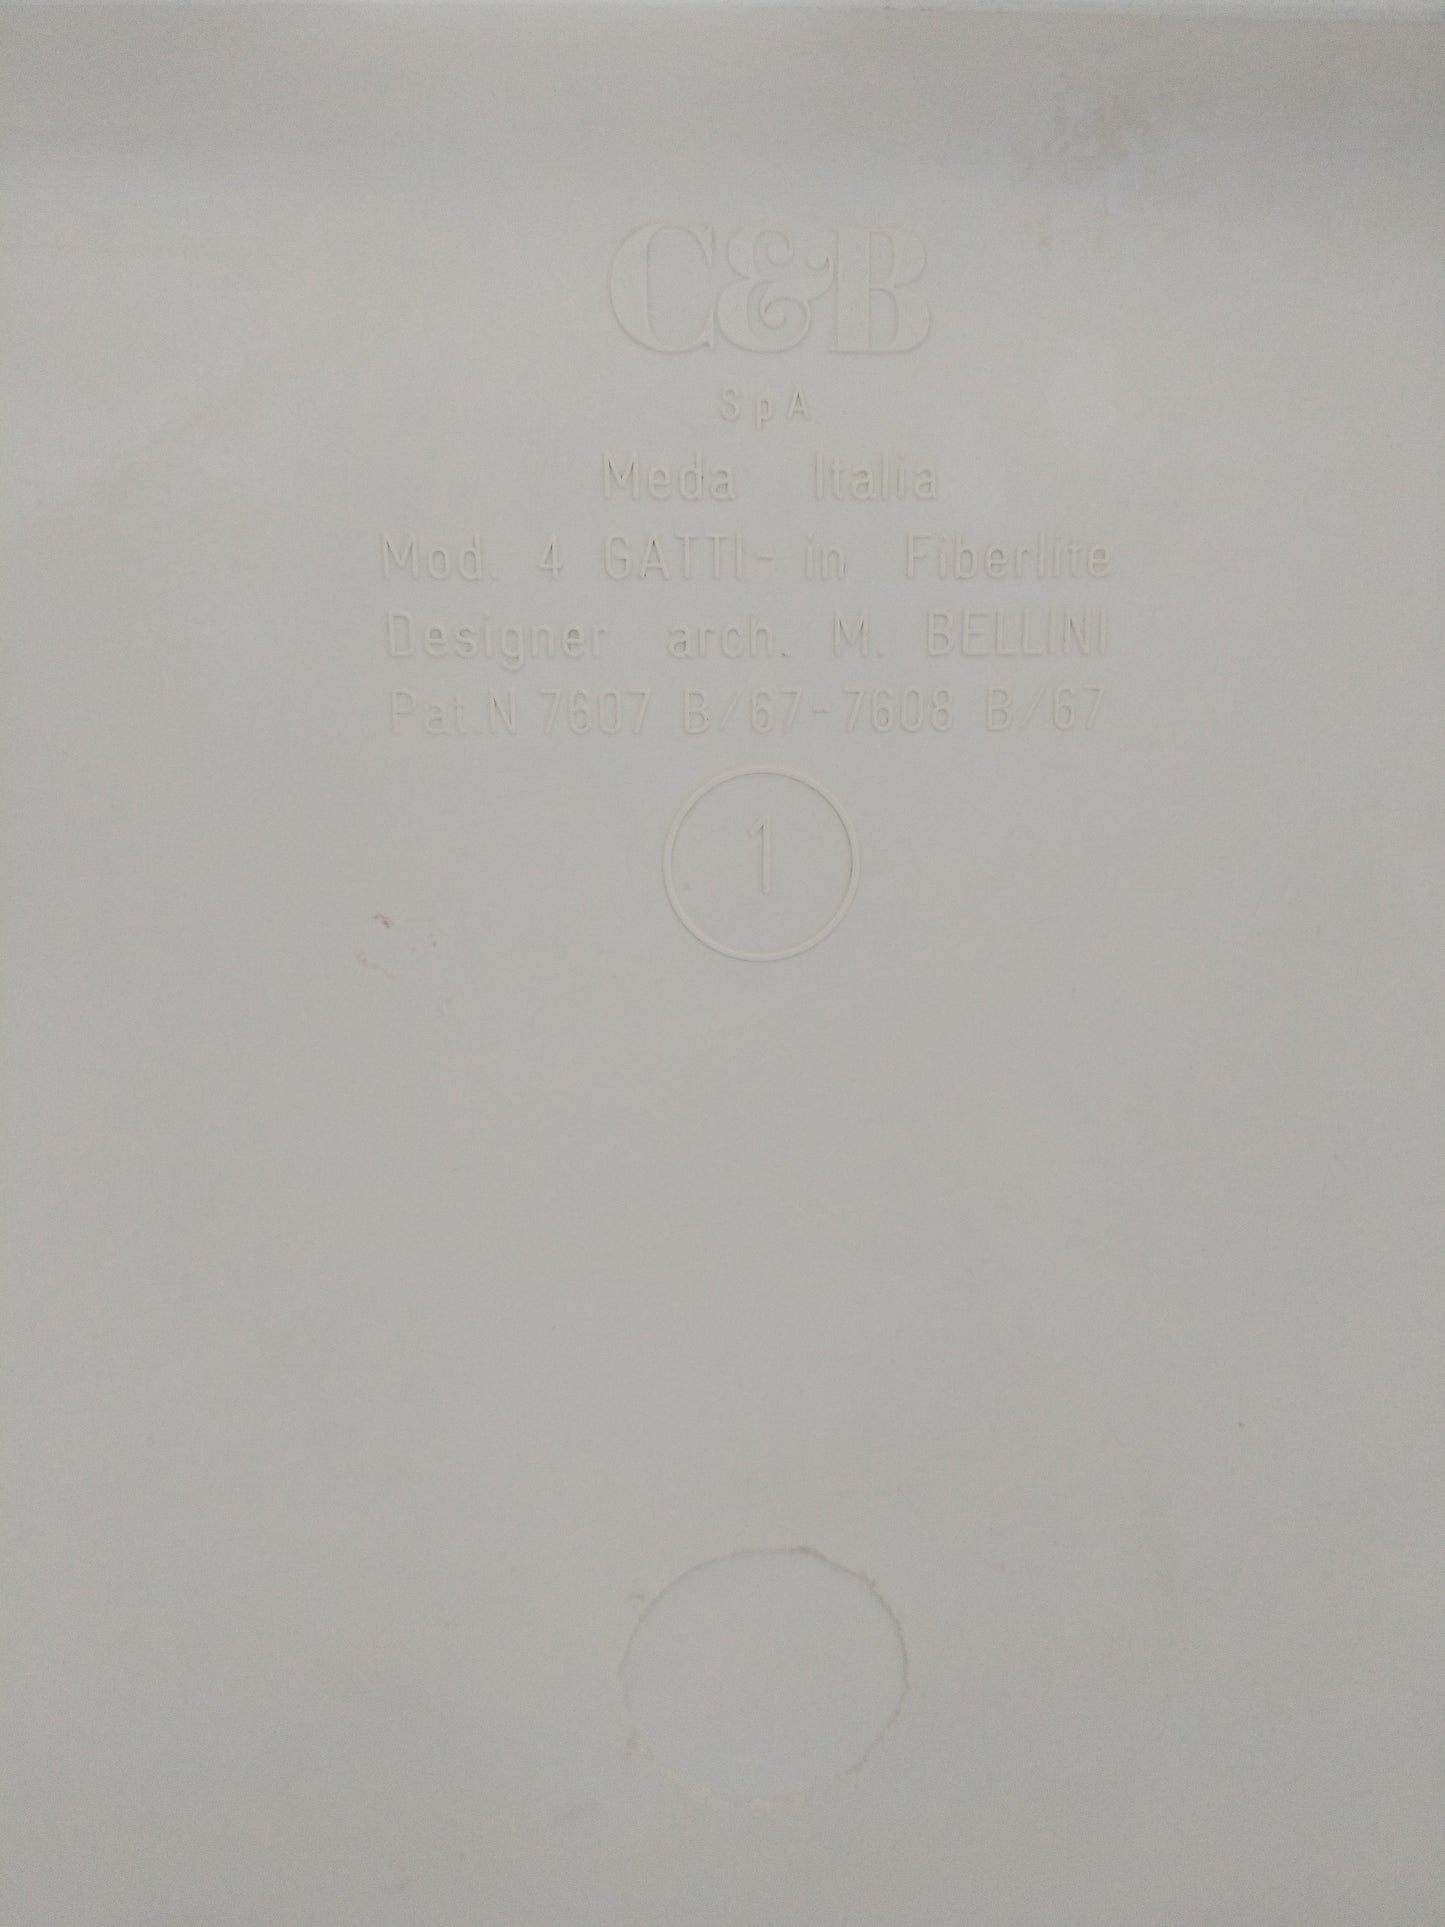 C&B
SpA
Meda Italia
Mod. 4 GATTI- in Fiberlite
Designer arch. M. BELLINI
Pat.N 7607 B/67-7608 B/67
1